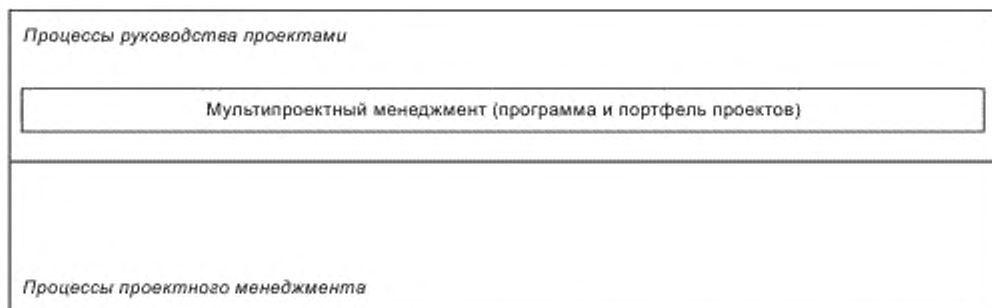 Процессы руководства проектами
Мультипроектный менеджмент (программа и портфель проектов)
Процессы проектного менеджмента